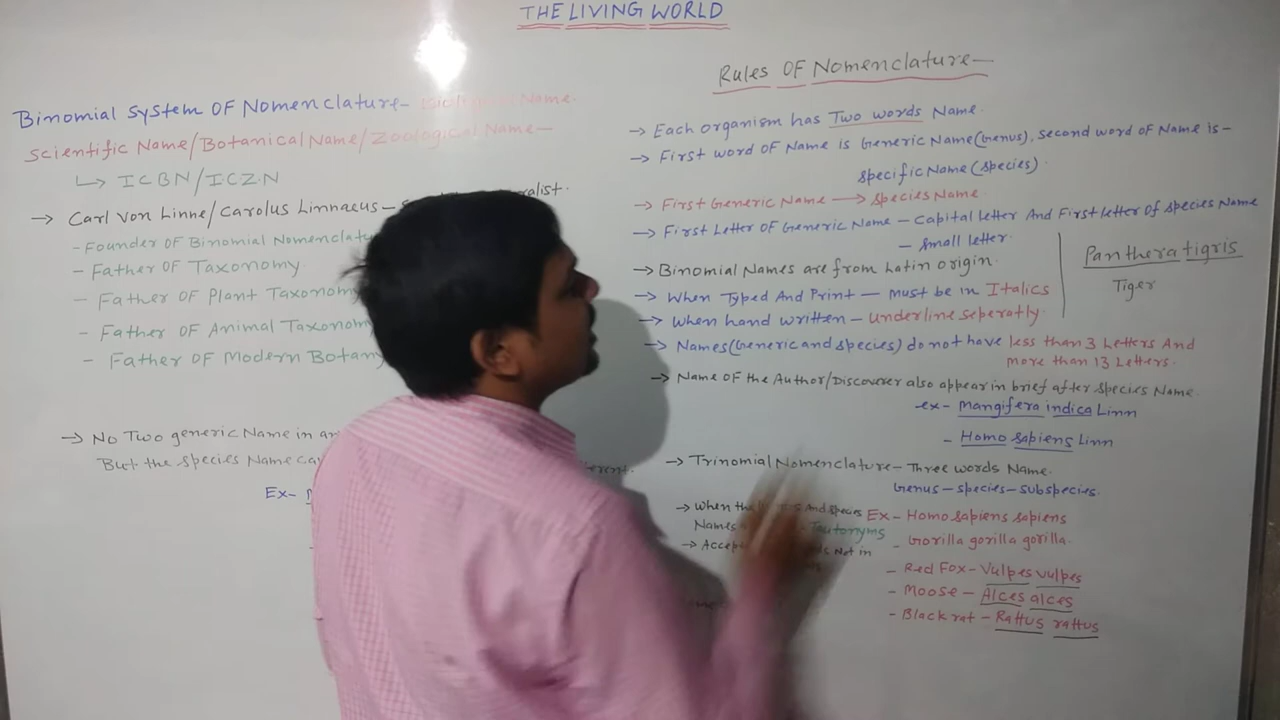 THE LIVING WORLD
Binomial System OF Nomenclature- Name.
Scientific Name/Botanical Name/Zoological Name-
↳ ICBN/ICZN
→ Carl Von Linne/Carolus Linnaeus-
- Founder OF Binomial
- Father OF Taxonomy
- Father OF Plant Taxonomy
- Father OF Animal Taxonomy
- Father OF Modern Botany
→ No Two generic Name in
But the species Name
Ex-
Rules OF Nomenclature-
→ Each organism has Two words Name.
→ First word OF Name is Generic Name(Genus), second word of Name is-
specific Name(species).
→ First Generic Name → Species Name.
→ First Letter OF Generic Name - Capital letter And First letter Of species Name
- small letter.
→ Binomial Names are from Latin origin.
→ When Typed And Print - must be in Italics
→ When hand written - underline seperatly.
→ Names(Generic and species) do not have less than 3 Letters And
more than 13 Letters.
Panthera tigris
Tiger
→ Name OF the Author/Discoverer also appear in brief after species Name.
ex- Mangifera indica Linn
- Homo sapiens Linn
→ Trinomial Nomenclature- Three words Name.
Genus-species-subspecies.
→ When the And species
Names Tautonyms
→ Not in
Ex- Homo sapiens sapiens
- Gorilla gorilla gorilla.
- Red Fox- Vulpes vulpes
- Moose - Alces alces
- Black rat - Rattus rattus